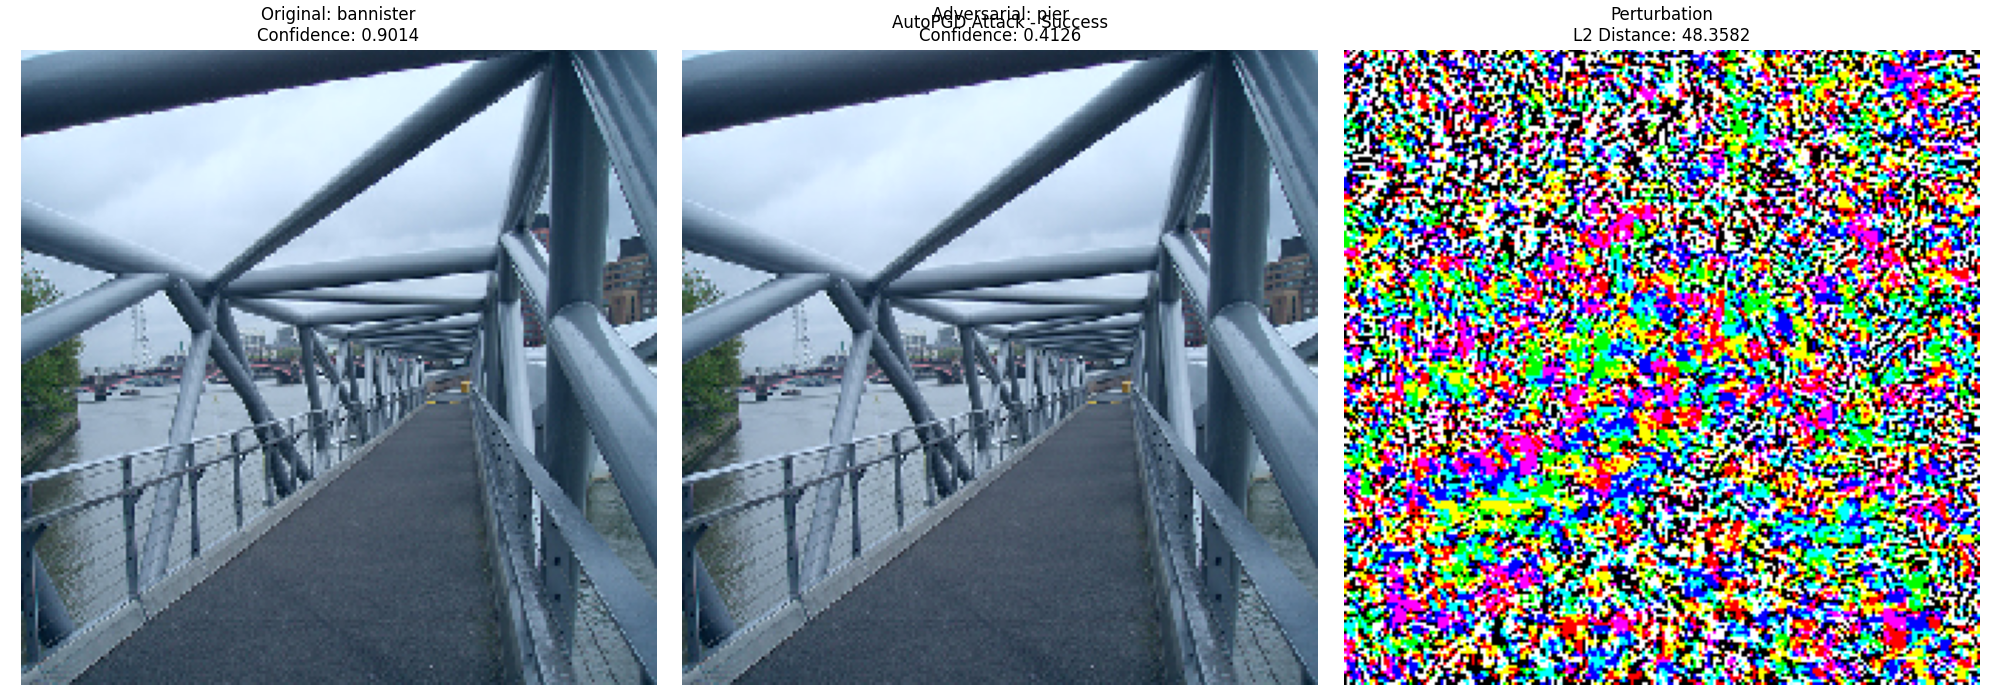 Original: bannister
Confidence: 0.9014
Adversarial: pier
AutoPGD Attack - Success
Confidence: 0.4126
Perturbation
L2 Distance: 48.3582